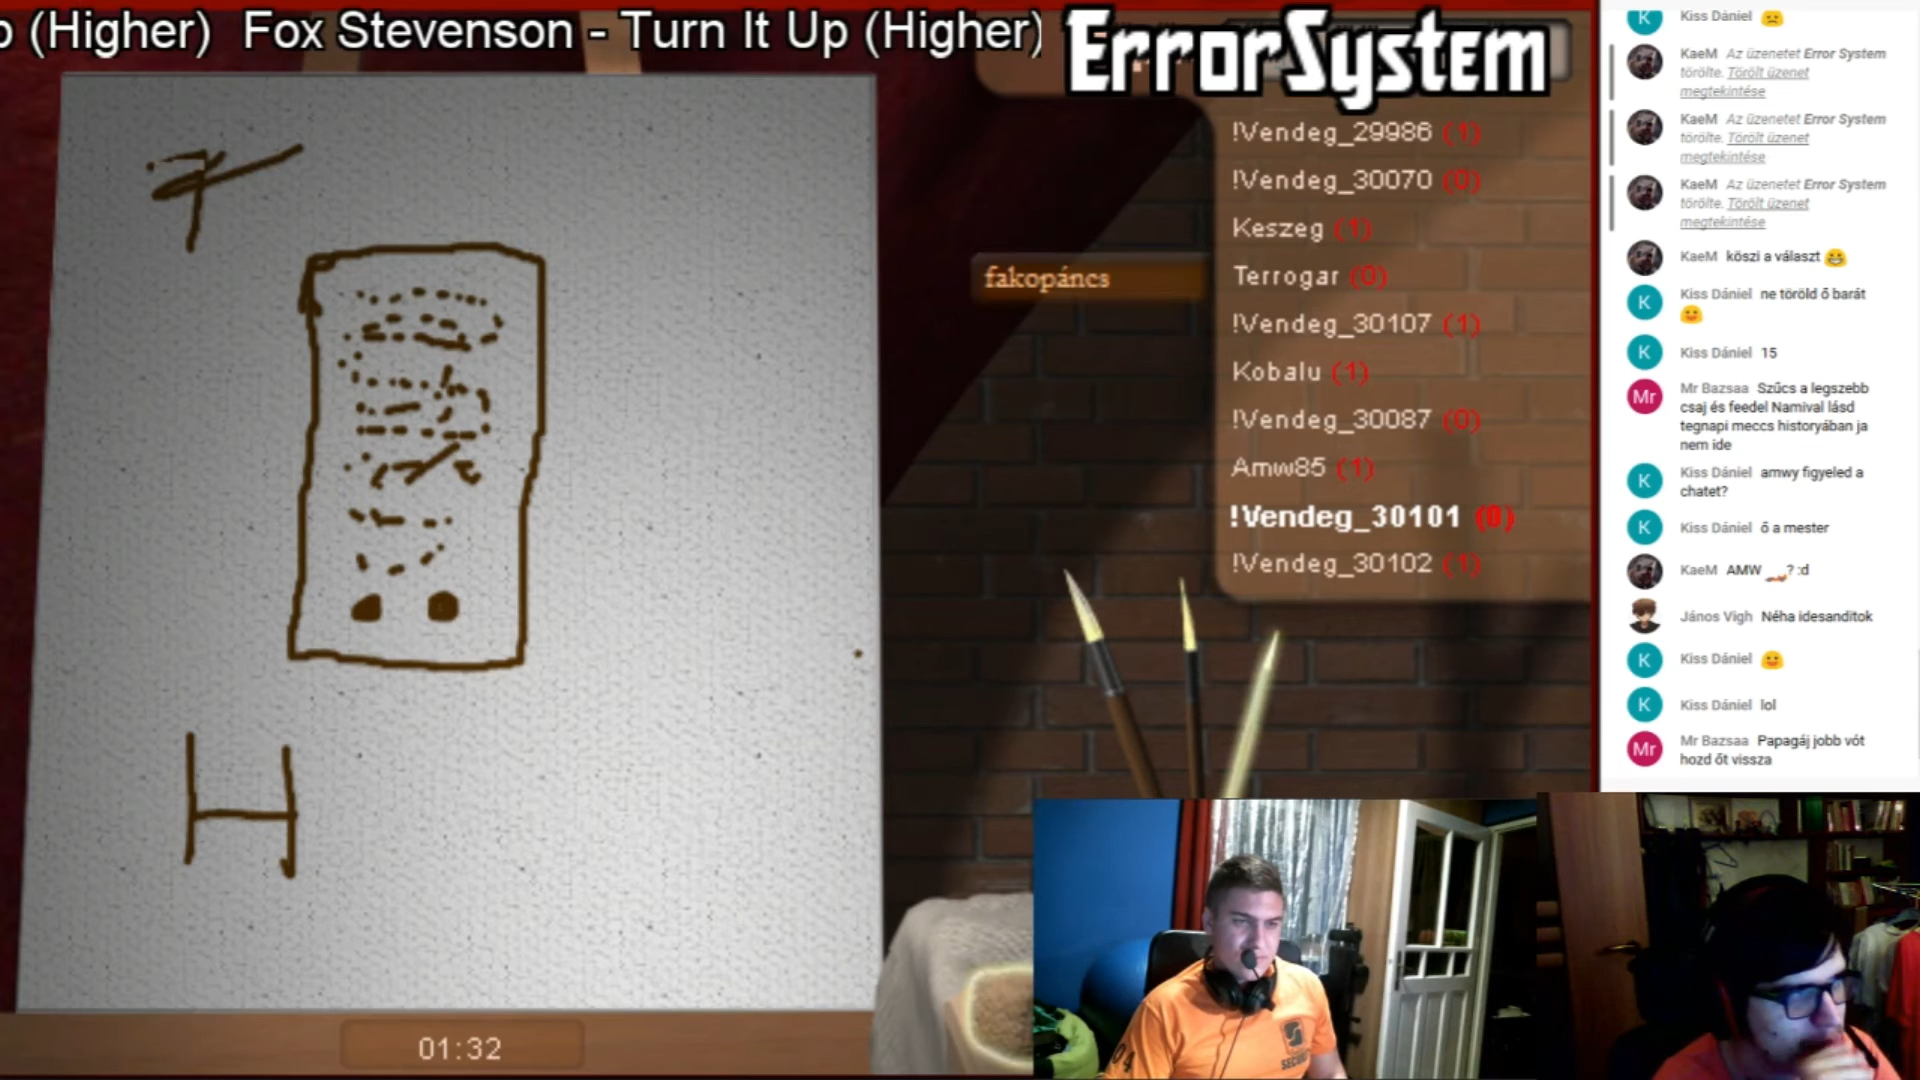 (Higher) Fox Stevenson - Turn It Up (Higher)
ErrorSystem
!Vendeg_29986 (1)
!Vendeg_30070 (0)
Keszeg (1)
Terrogar (0)
!Vendeg_30107 (1)
Kobalu (1)
!Vendeg_30087 (0)
Amw85 (1)
!Vendeg_30101 (0)
!Vendeg_30102 (1)
fakopáncs
H
01:32
K Kiss Dániel
KaeM Az üzenetet Error System
törölte. Törölt üzenet
megtekintése
KaeM Az üzenetet Error System
törölte. Törölt üzenet
megtekintése
KaeM Az üzenetet Error System
törölte. Törölt üzenet
megtekintése
KaeM köszi a választ 😁
K Kiss Dániel ne töröld ő barát
K Kiss Dániel 15
Mr Mr Bazsaa Szűcs a legszebb
csaj és feedel Namival lásd
tegnapi meccs historyában ja
nem ide
K Kiss Dániel amwy figyeled a
chatet?
K Kiss Dániel ő a mester
KaeM AMW ? :d
János Vigh Néha idesanditok
K Kiss Dániel
K Kiss Dániel lol
Mr Mr Bazsaa Papagáj jobb vót
hozd őt vissza
SECURIT
04